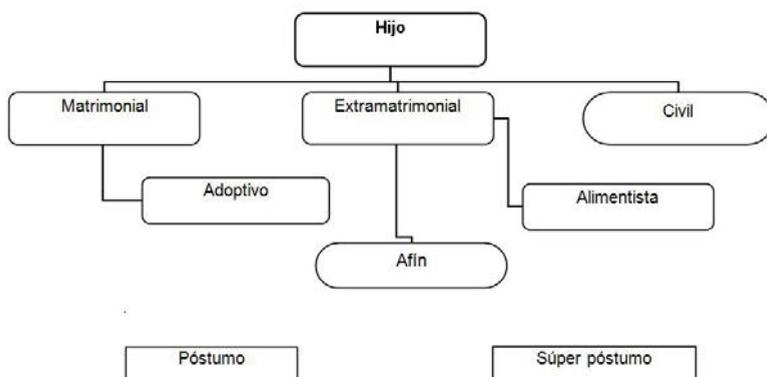 Hijo
Matrimonial
Extramatrimonial
Civil
Adoptivo
Alimentista
Afín
Póstumo
Súper póstumo